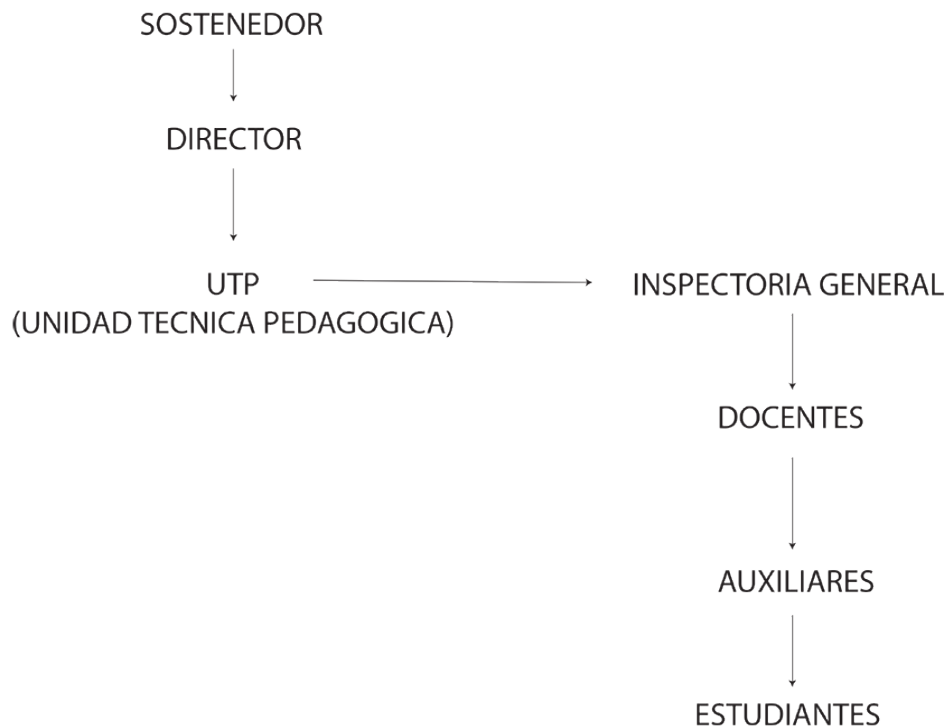 SOSTENEDOR
DIRECTOR
UTP
(UNIDAD TECNICA PEDAGOGICA)
INSPECTORIA GENERAL
DOCENTES
AUXILIARES
ESTUDIANTES